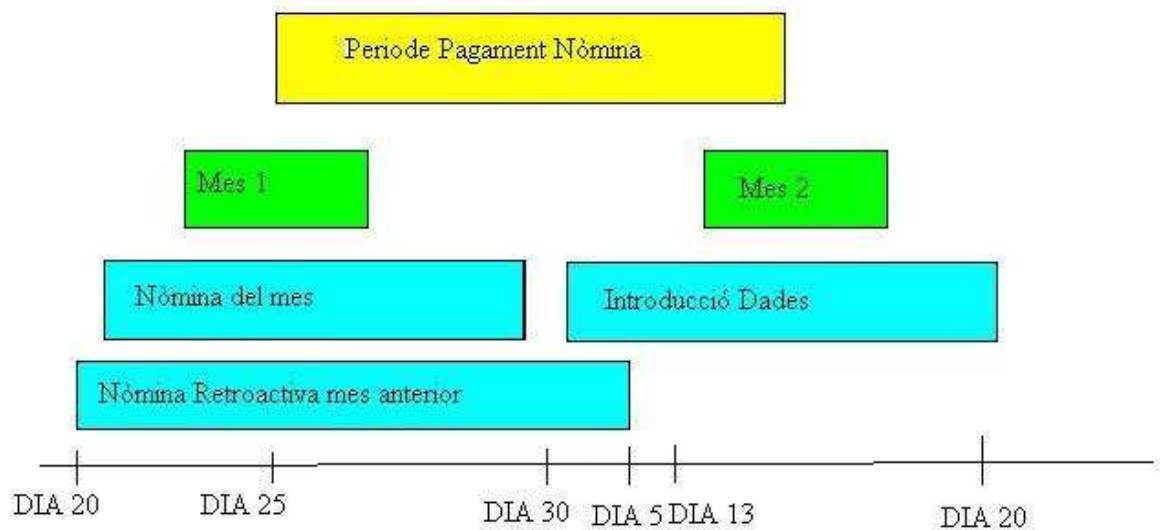 Periode Pagament Nòmina
Mes 1
Mes 2
Nòmina del mes
Introducció Dades
Nòmina Retroactiva mes anterior
DIA 20
DIA 25
DIA 30
DIA 5
DIA 13
DIA 20